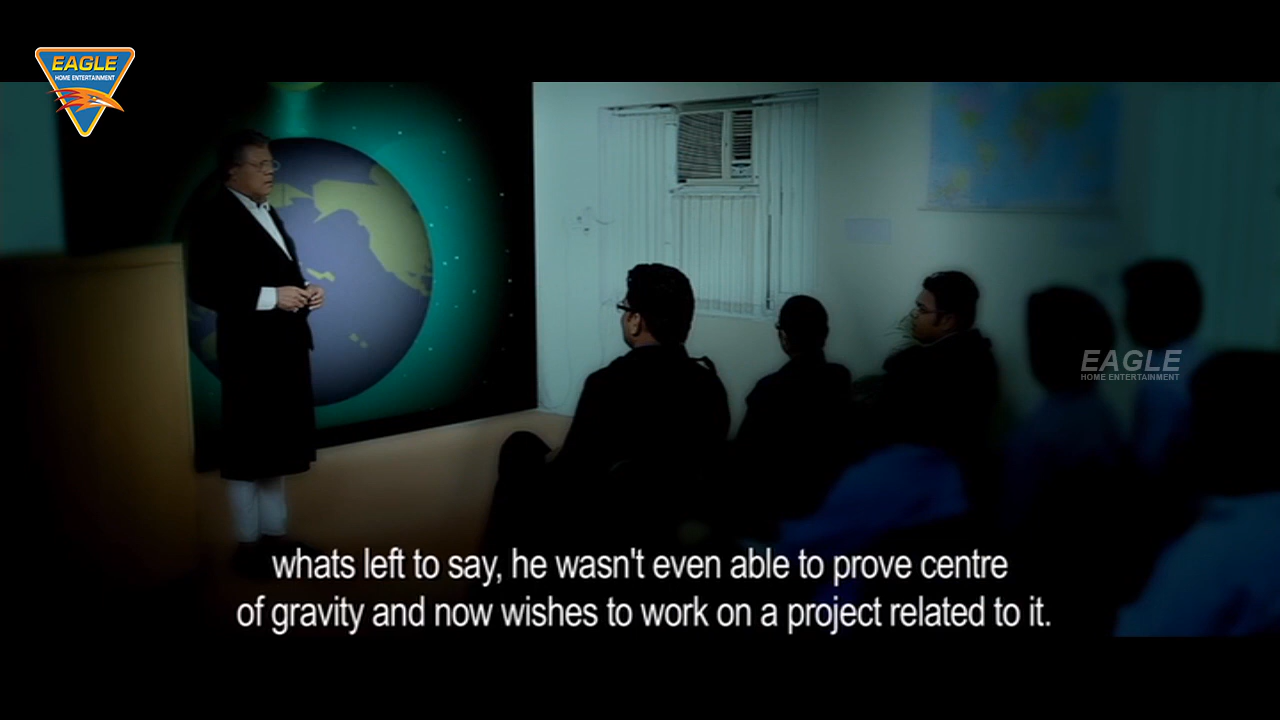 EAGLE
HOME ENTERTAINMENT
EAGLE
HOME ENTERTAINMENT
whats left to say, he wasn't even able to prove centre
of gravity and now wishes to work on a project related to it.